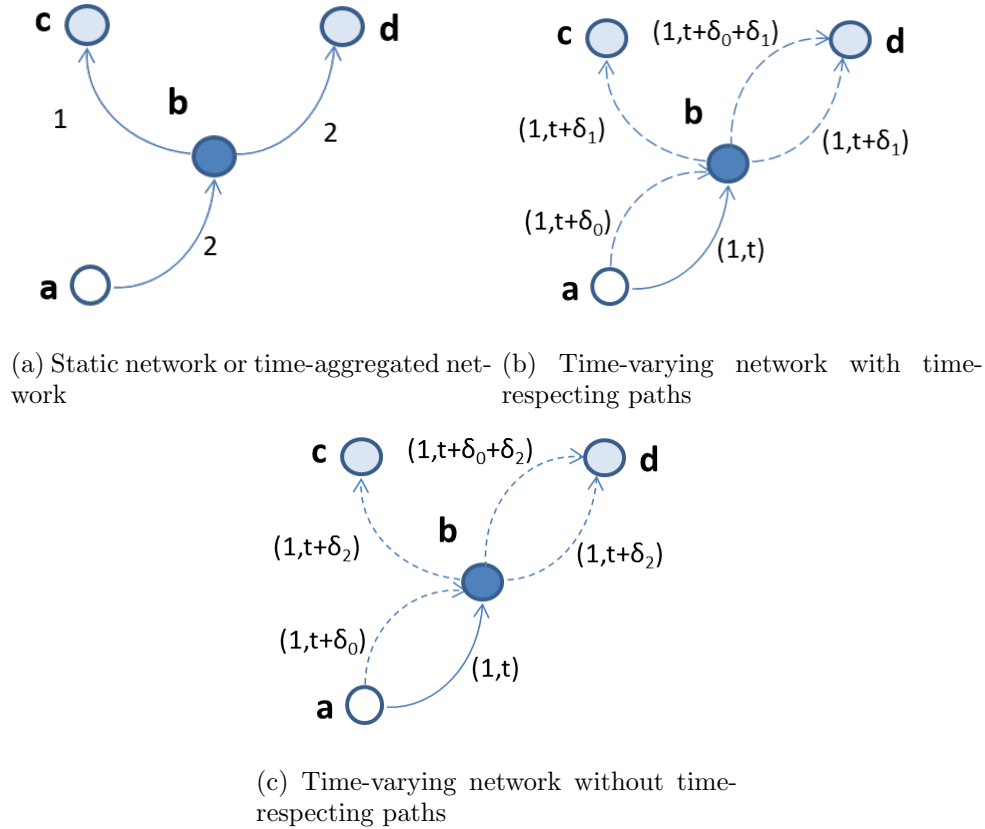 c
d
b
1
2
2
a
(a) Static network or time-aggregated net-
work
c
(1,t+δ₀+δ₁)
d
b
(1,t+δ₁)
(1,t+δ₁)
(1,t+δ₀)
(1,t)
a
(b) Time-varying network with time-
respecting paths
c
(1,t+δ₀+δ₂)
d
b
(1,t+δ₂)
(1,t+δ₂)
(1,t+δ₀)
(1,t)
a
(c) Time-varying network without time-
respecting paths